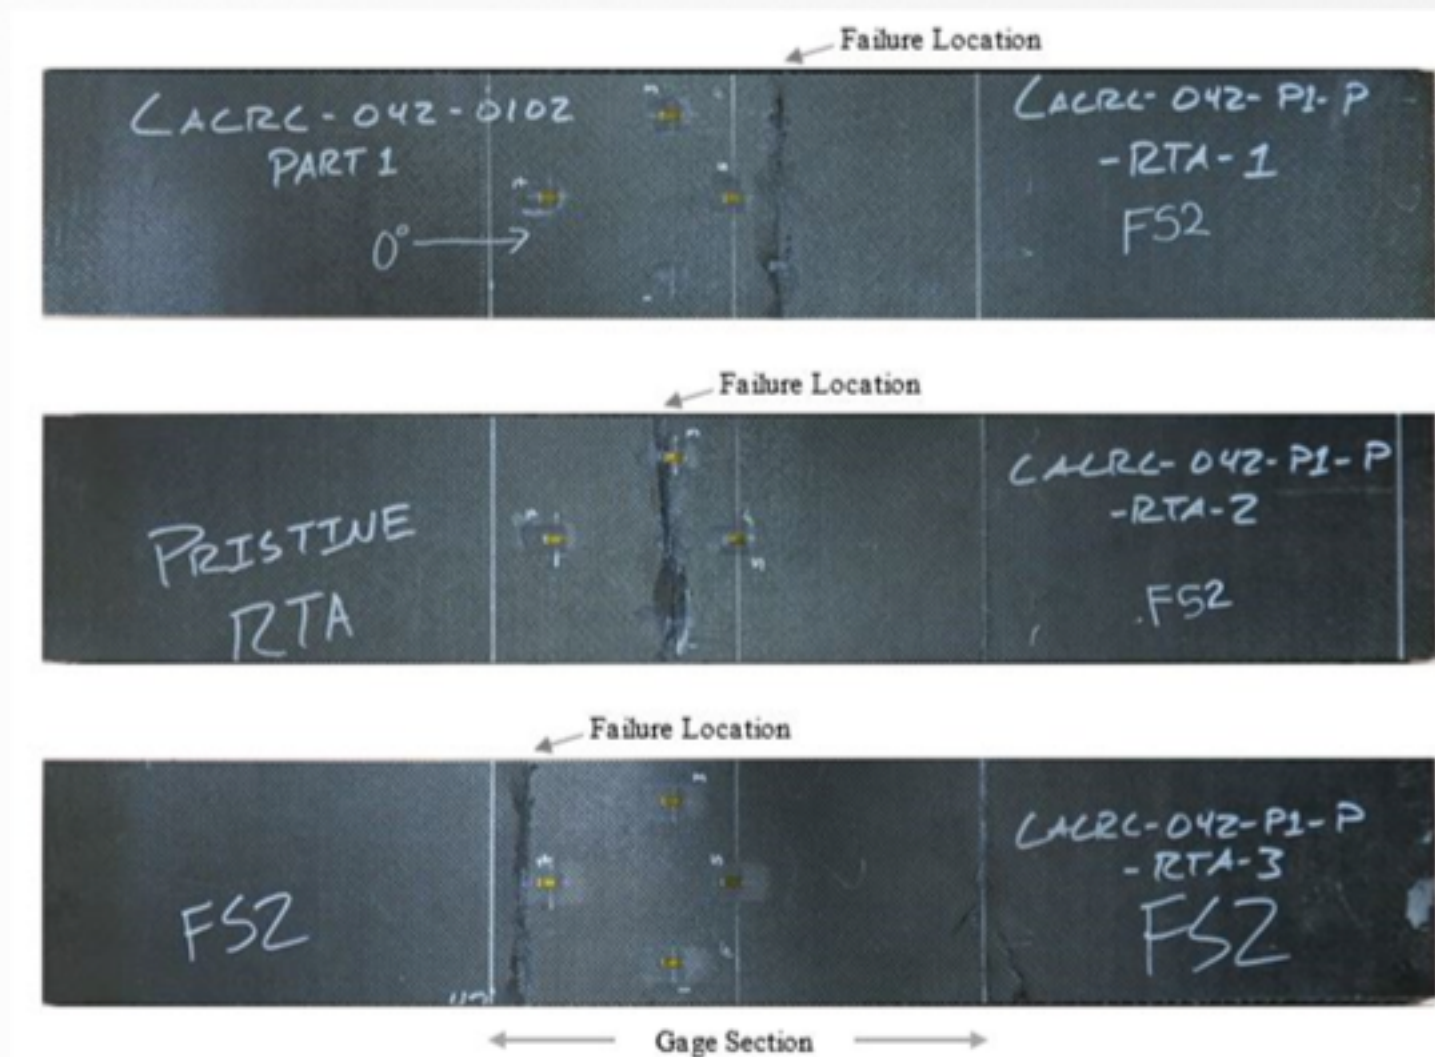 Failure Location
CACRC-042-0102
PART 1
0°
CACRC-042-P1-P
-RTA-1
FS2
Failure Location
PRISTINE
RTA
CACRC-042-P1-P
-RTA-2
FS2
Failure Location
FS2
CACRC-042-P1-P
-RTA-3
FS2
Gage Section